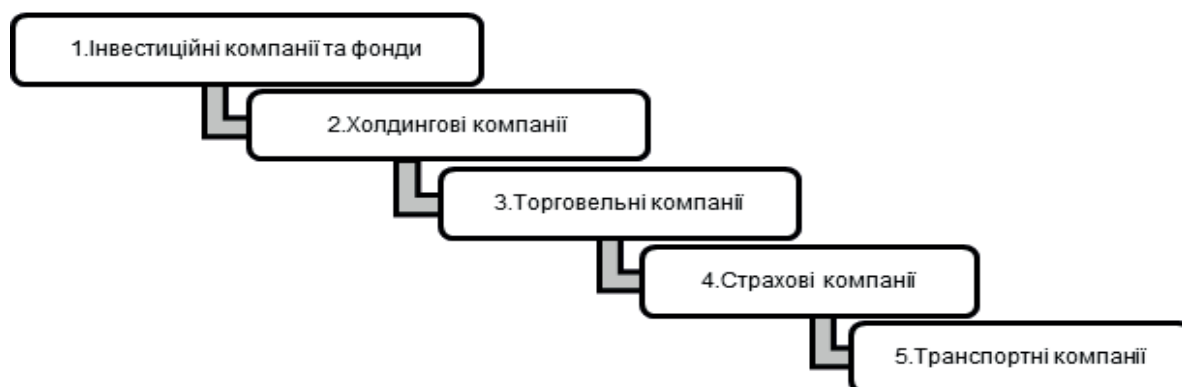 1.Інвестиційні компанії та фонди
2.Холдингові компанії
3.Торговельні компанії
4.Страхові компанії
5.Транспортні компанії